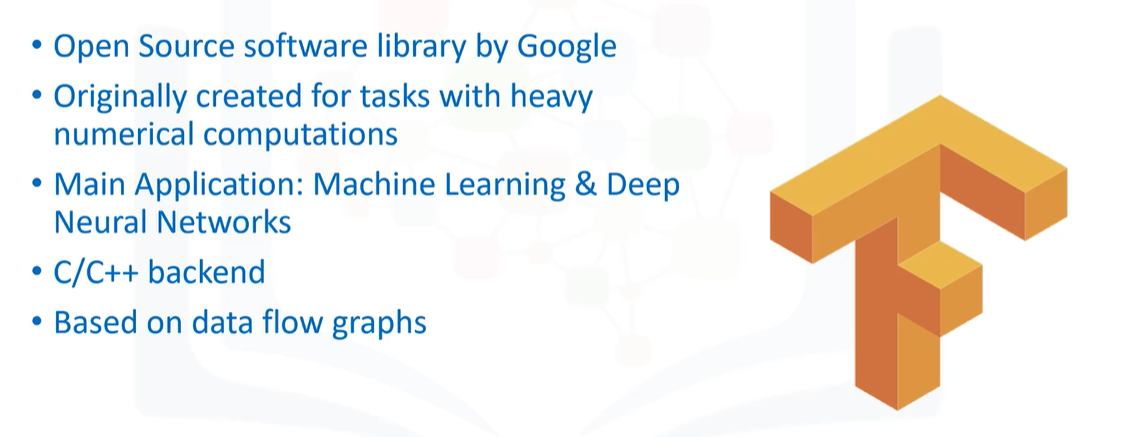 • Open Source software library by Google
• Originally created for tasks with heavy
numerical computations
• Main Application: Machine Learning & Deep
Neural Networks
• C/C++ backend
• Based on data flow graphs